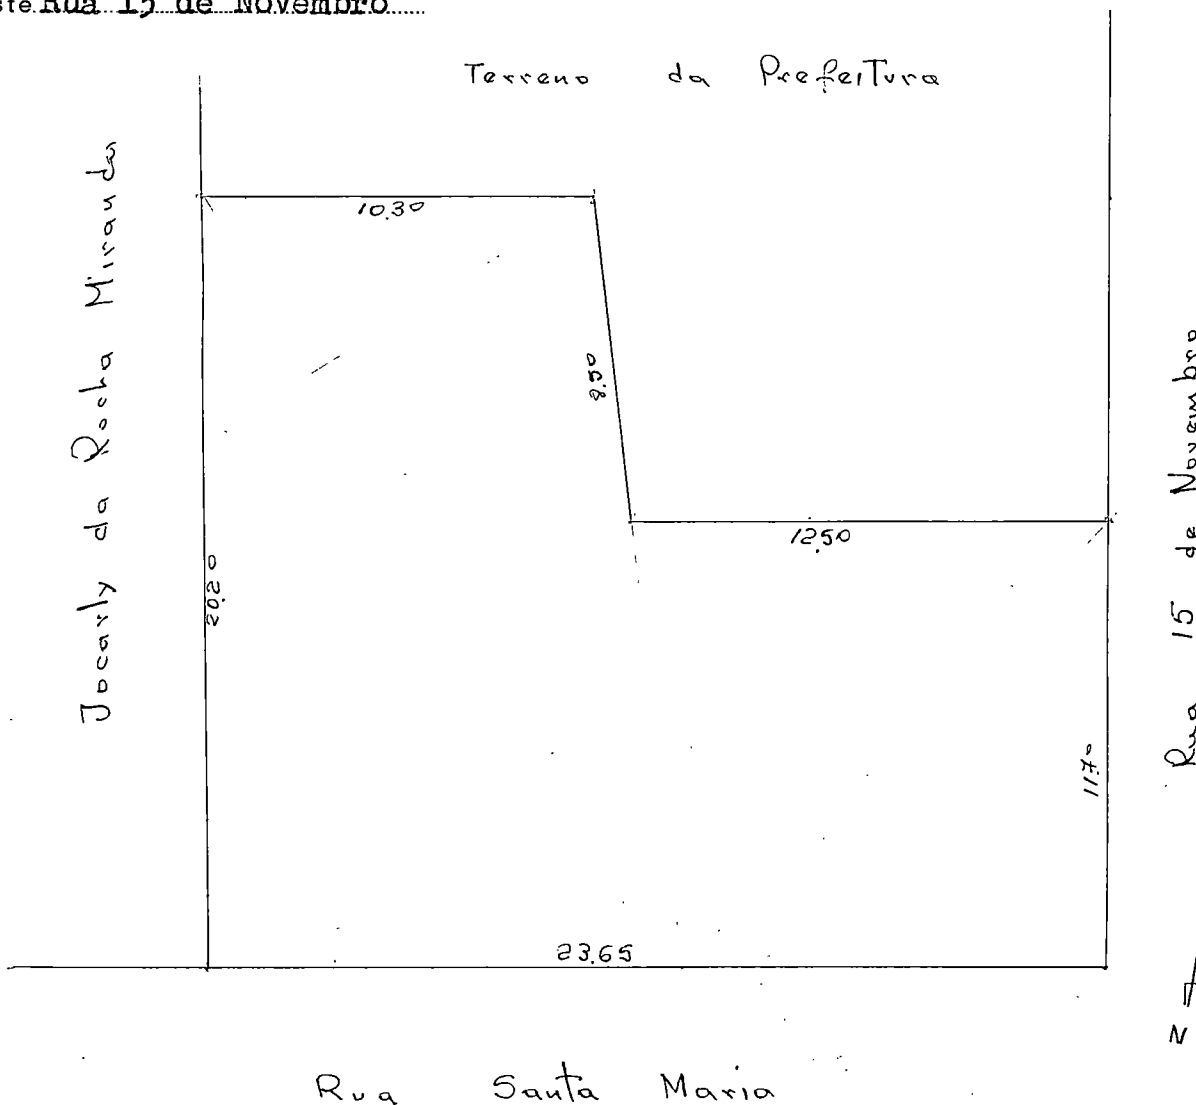 ste Rua 15 de Novembro
Terreno da Prefeitura
Jocarly da Rocha Miranda
10.30
8.50
12.50
20.20
11.70
23.65
Rua 15 de Novembro
N
Rua Santa Maria